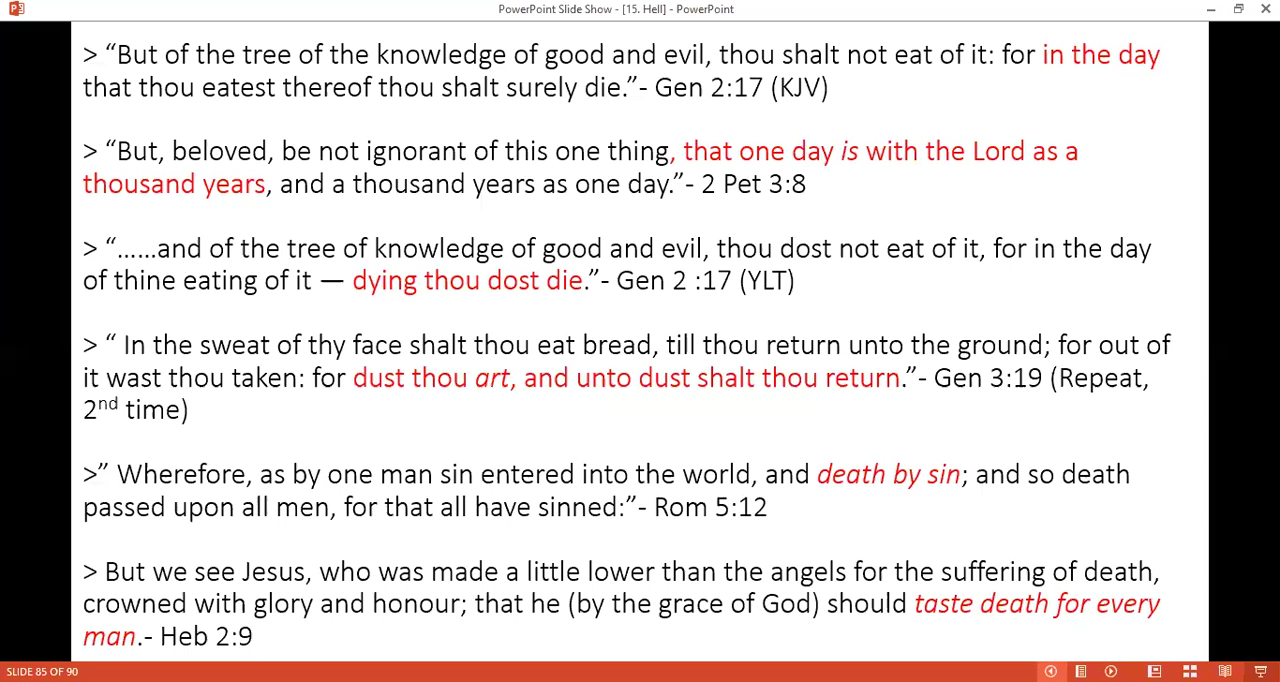 PowerPoint Slide Show - [15. Hell] - PowerPoint
> “But of the tree of the knowledge of good and evil, thou shalt not eat of it: for in the day
that thou eatest thereof thou shalt surely die.”- Gen 2:17 (KJV)
> “But, beloved, be not ignorant of this one thing, that one day is with the Lord as a
thousand years, and a thousand years as one day.”- 2 Pet 3:8
> “……and of the tree of knowledge of good and evil, thou dost not eat of it, for in the day
of thine eating of it — dying thou dost die.”- Gen 2 :17 (YLT)
> “ In the sweat of thy face shalt thou eat bread, till thou return unto the ground; for out of
it wast thou taken: for dust thou art, and unto dust shalt thou return.”- Gen 3:19 (Repeat,
2nd time)
>” Wherefore, as by one man sin entered into the world, and death by sin; and so death
passed upon all men, for that all have sinned:”- Rom 5:12
> But we see Jesus, who was made a little lower than the angels for the suffering of death,
crowned with glory and honour; that he (by the grace of God) should taste death for every
man.- Heb 2:9
SLIDE 85 OF 90